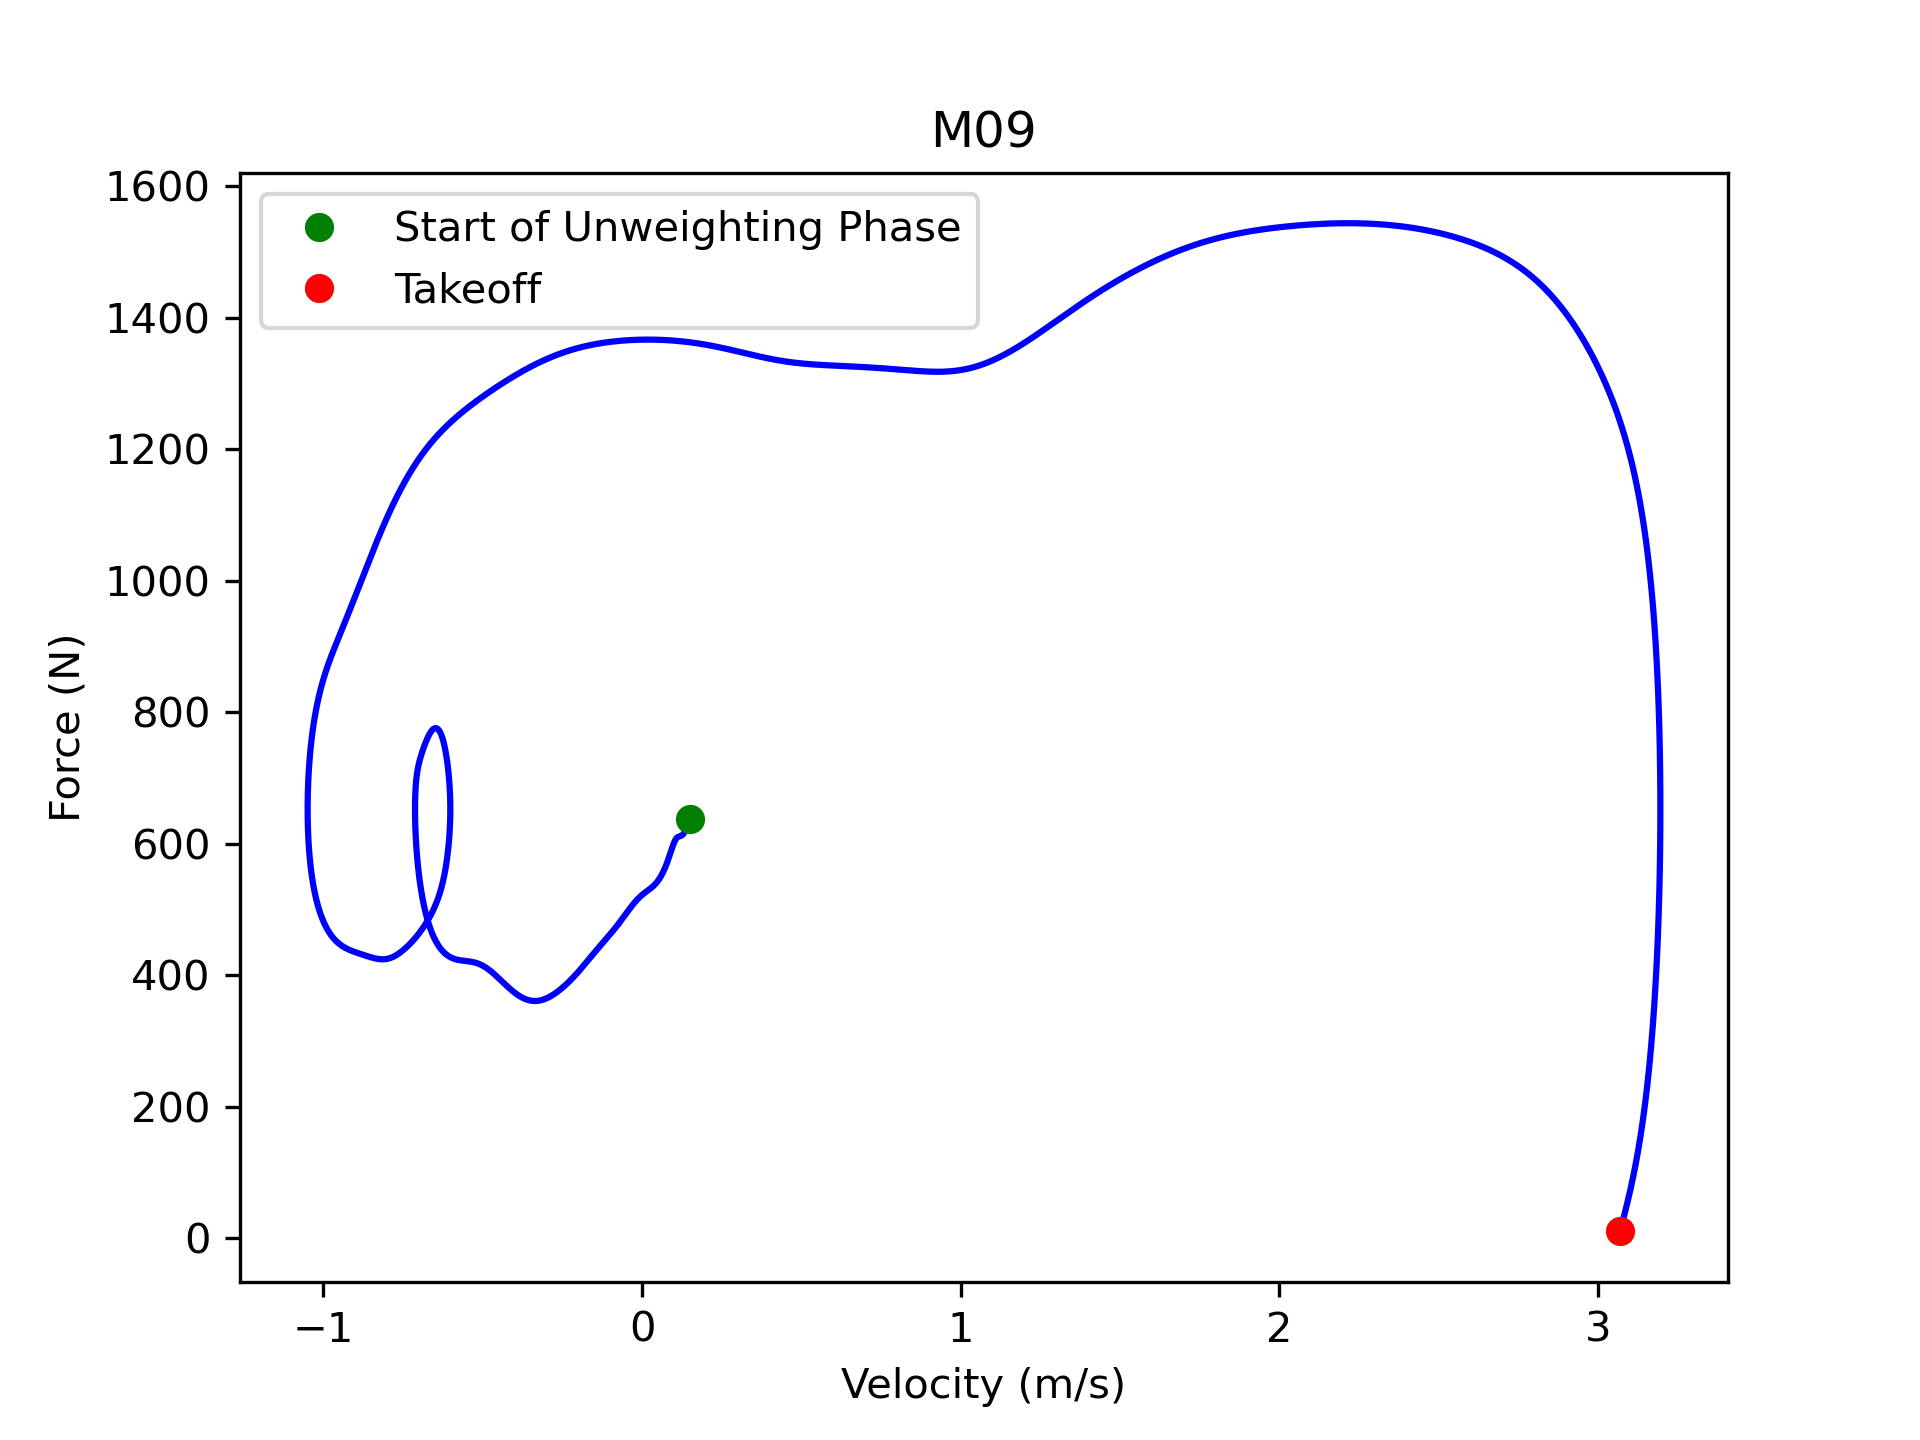 M09
Start of Unweighting Phase
Takeoff
1600
1400
1200
1000
800
600
400
200
0
Force (N)
−1 0 1 2 3
Velocity (m/s)